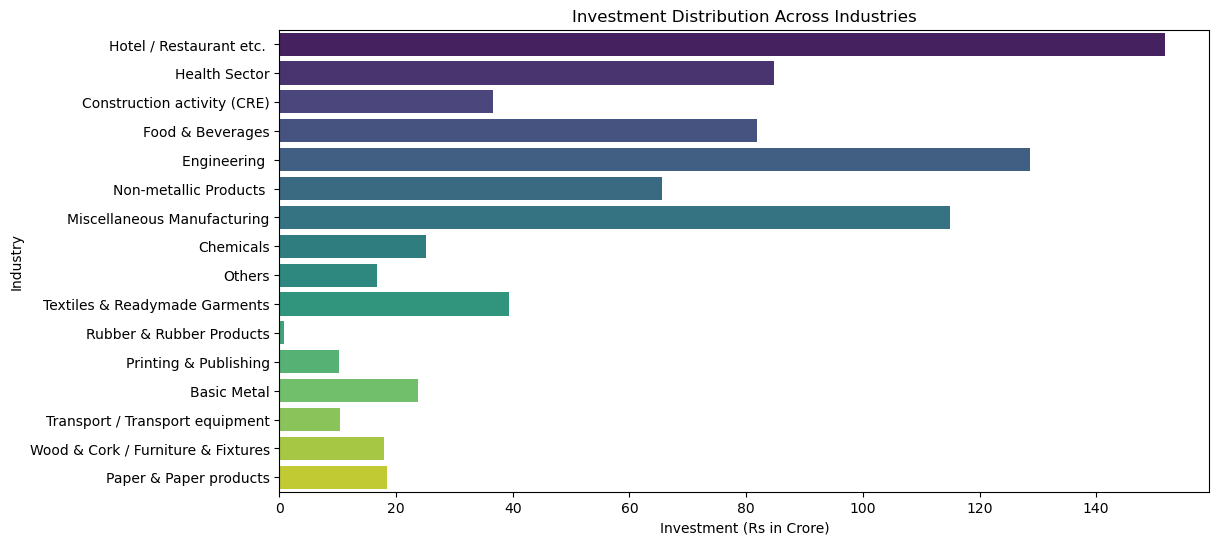 Investment Distribution Across Industries
Hotel / Restaurant etc.
Health Sector
Construction activity (CRE)
Food & Beverages
Engineering
Non-metallic Products
Miscellaneous Manufacturing
Chemicals
Others
Textiles & Readymade Garments
Rubber & Rubber Products
Printing & Publishing
Basic Metal
Transport / Transport equipment
Wood & Cork / Furniture & Fixtures
Paper & Paper products
Industry
0 20 40 60 80 100 120 140
Investment (Rs in Crore)